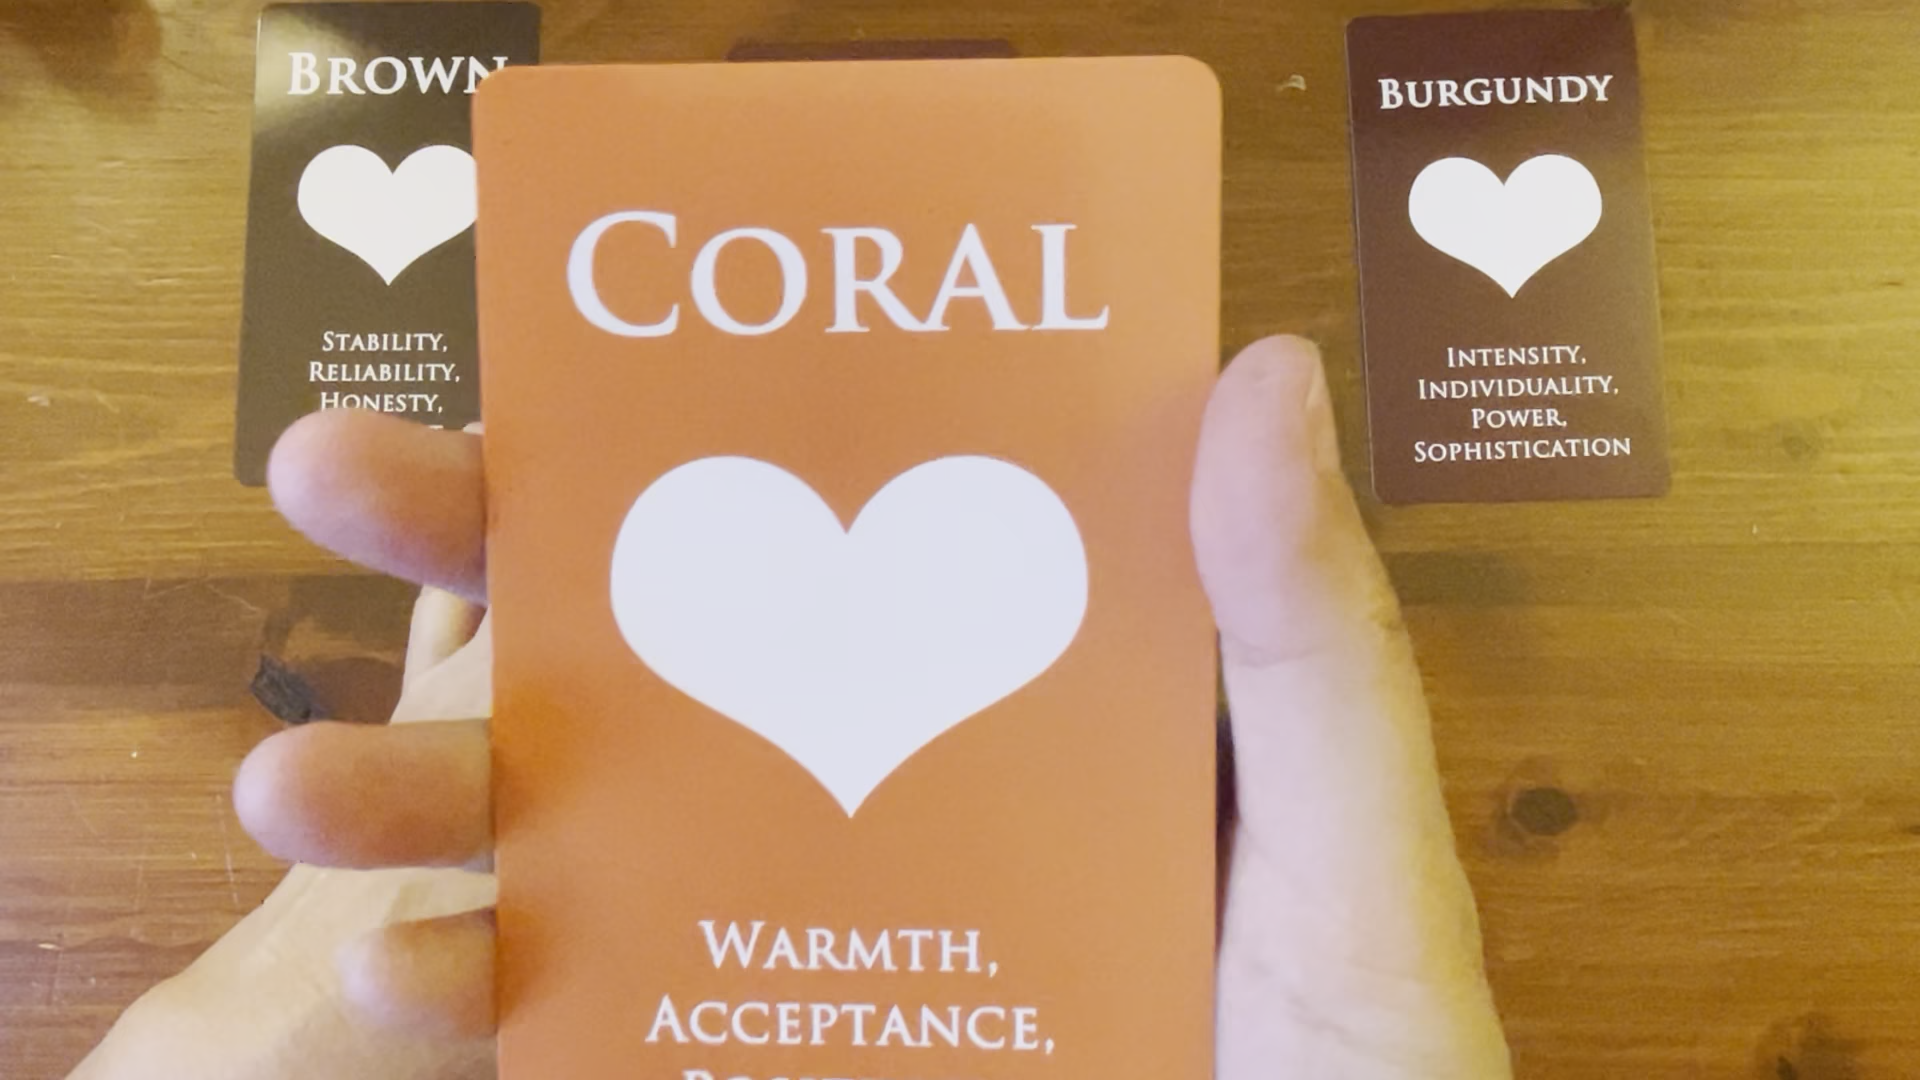 BROWN
STABILITY,
RELIABILITY,
HONESTY,
CORAL
WARMTH,
ACCEPTANCE,
BURGUNDY
INTENSITY,
INDIVIDUALITY,
POWER,
SOPHISTICATION